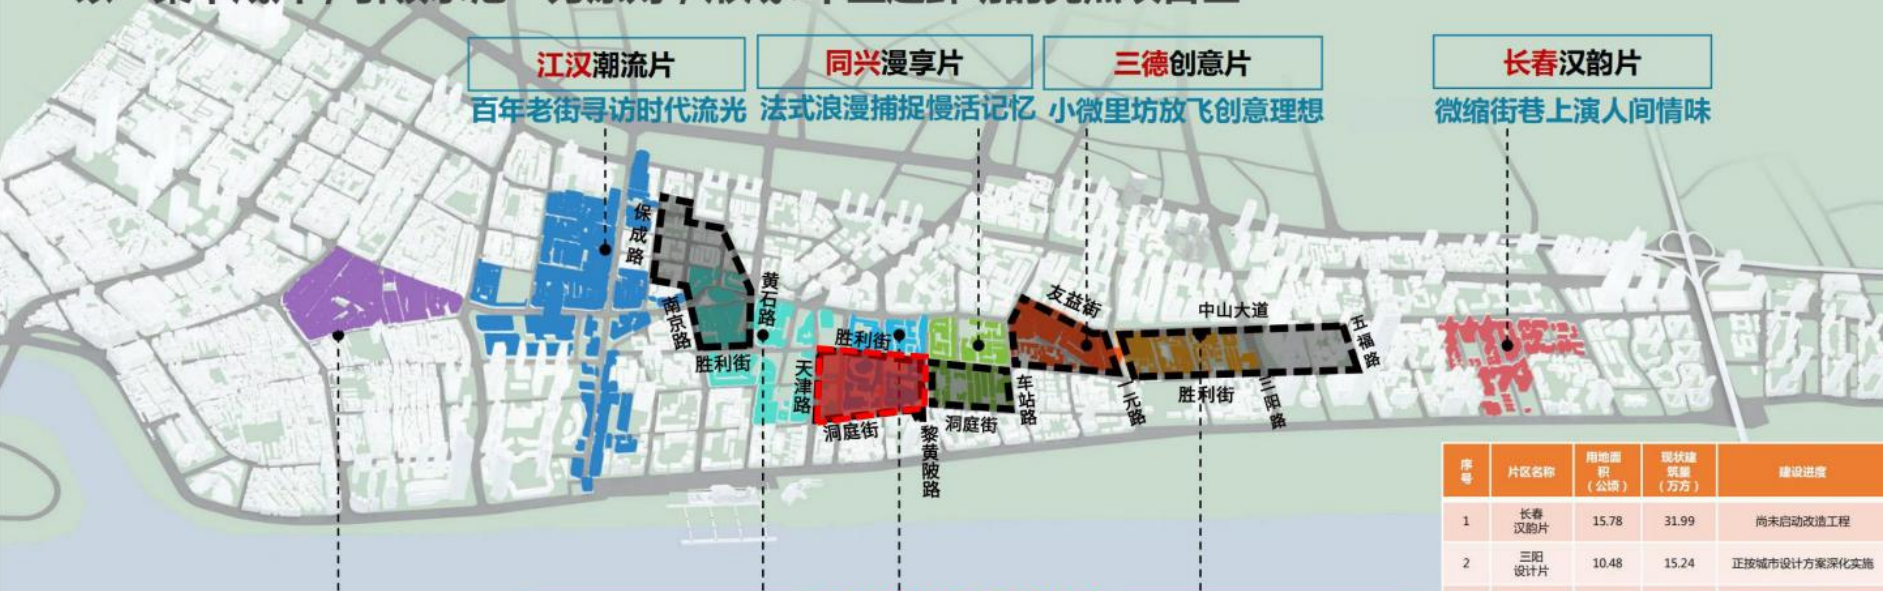 江汉潮流片
百年老街寻访时代流光
同兴漫享片
法式浪漫捕捉慢活记忆
三德创意片
小微里坊放飞创意理想
长春汉韵片
微缩街巷上演人间情味
保成路
南京路
黄石路
胜利街
天津路
胜利街
洞庭街
黎黄陂路
洞庭街
车站路
友益街
二元路
中山大道
胜利街
三阳路
五福路
序号 片区名称 用地面积（公顷） 现状建筑量（万方） 建设进度
1 长春汉韵片 15.78 31.99 尚未启动改造工程
2 三阳设计片 10.48 15.24 正按城市设计方案深化实施